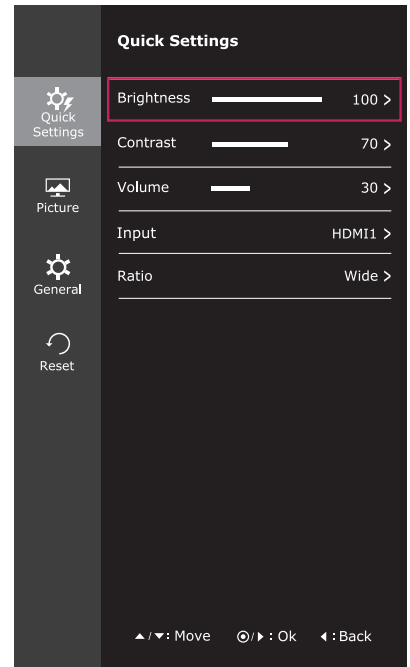 Quick Settings
Brightness 100 >
Contrast 70 >
Volume 30 >
Input HDMI1 >
Ratio Wide >
Quick
Settings
Picture
General
Reset
▲/▼: Move ◉/▶ : Ok ◀ : Back